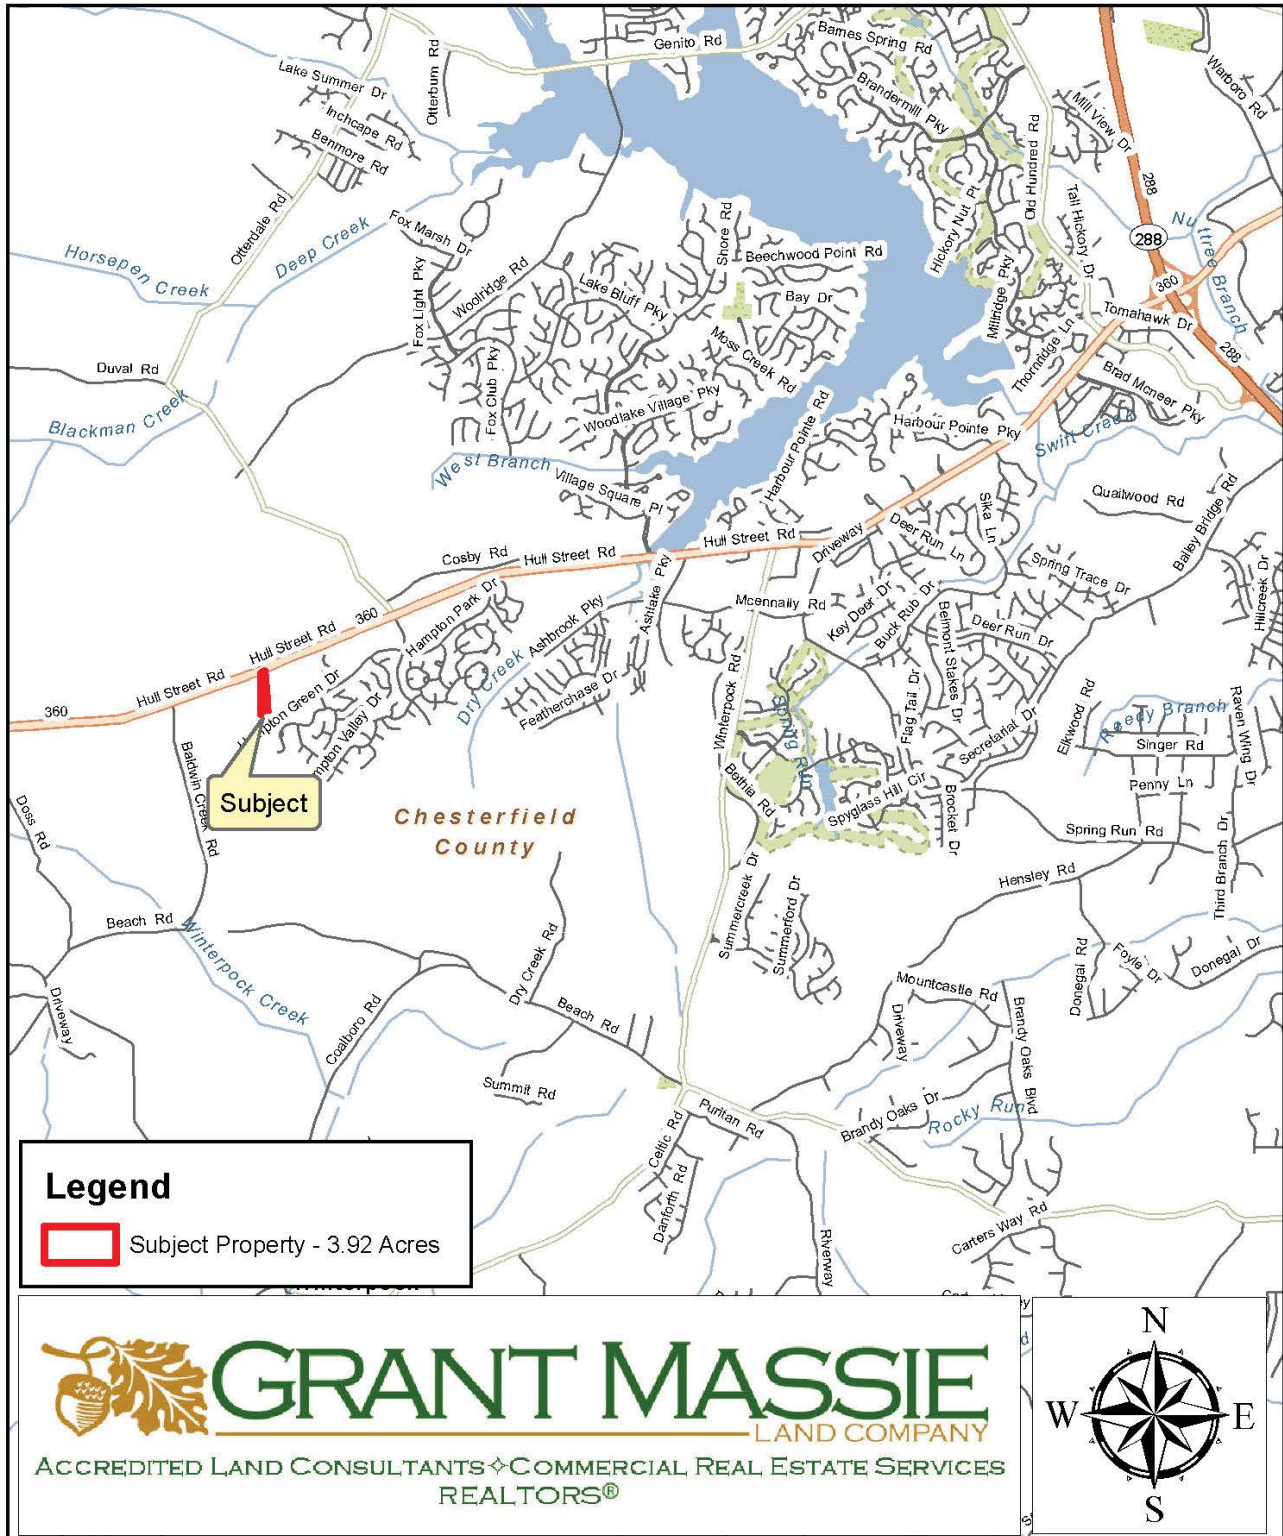 Genito Rd
Barnes Spring Rd
Otterburn Rd
Lake Summer Dr
Inchcape Rd
Benmore Rd
Brandermill Pky
Warboro Rd
Mill View Dr
Old Hundred Rd
288
288
Nuttree Branch
Otterdale Rd
Deep Creek
Horsepen Creek
Fox Marsh Dr
Fox Light Pky
Woolridge Rd
Shore Rd
Beechwood Point Rd
Hickory Nut Pt
Tall Hickory Dr
Lake Bluff Pky
Bay Dr
Millridge Pky
360
Tomahawk Dr
288
Moss Creek Rd
Thornridge Ln
Duval Rd
Fox Club Pky
Brad Mcneer Pky
Blackman Creek
Woodlake Village Pky
Harbour Pointe Rd
Harbour Pointe Pky
Swift Creek
West Branch
Village Square Pl
Quailwood Rd
Bailey Bridge Rd
Sika Ln
Deer Run Ln
Driveway
Hull Street Rd
Hull Street Rd
Cosby Rd
Spring Trace Dr
Hillcreek Dr
Hampton Park Dr
Ashbrook Pky
Ashlake Pky
Mcennally Rd
Key Deer Dr
Buck Rub Dr
Belmont Stakes Dr
Deer Run Dr
360
Hull Street Rd
Hull Street Rd
360
Dry Creek
Featherchase Dr
Hampton Green Dr
mpton Valley Dr
Winterpock Rd
Spring Run
Flag Tail Dr
Secretariat Dr
Elkwood Rd
Reedy Branch
Raven Wing Dr
Singer Rd
Penny Ln
Baldwin Creek Rd
Subject
Bethia Rd
Spyglass Hill Cir
Brocket Dr
Spring Run Rd
Third Branch Dr
Doss Rd
Chesterfield
County
Summercreek Dr
Summerford Dr
Hensley Rd
Beach Rd
Winterpock Creek
Dry Creek Rd
Donegal Rd
Foyle Dr
Donegal Dr
Driveway
Coalboro Rd
Beach Rd
Mountcastle Rd
Driveway
Brandy Oaks Blvd
Summit Rd
Puritan Rd
Brandy Oaks Dr
Rocky Run
Celtic Rd
Danforth Rd
Riverway
Carters Way Rd
Legend
Subject Property - 3.92 Acres
GRANT MASSIE
LAND COMPANY
ACCREDITED LAND CONSULTANTS✧COMMERCIAL REAL ESTATE SERVICES
REALTORS®
N
W
E
S